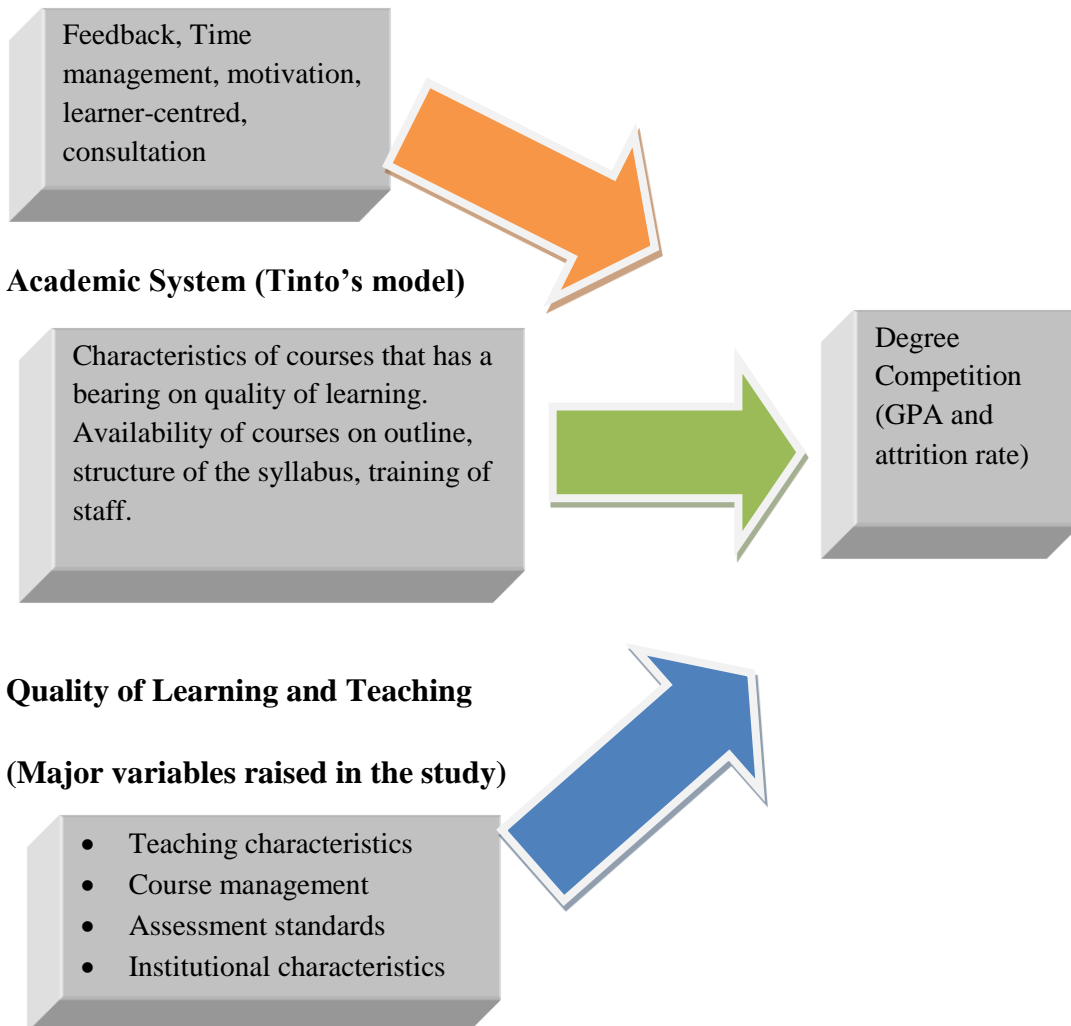 Feedback, Time
management, motivation,
learner-centred,
consultation
Academic System (Tinto’s model)
Characteristics of courses that has a
bearing on quality of learning.
Availability of courses on outline,
structure of the syllabus, training of
staff.
Degree
Competition
(GPA and
attrition rate)
Quality of Learning and Teaching
(Major variables raised in the study)
• Teaching characteristics
• Course management
• Assessment standards
• Institutional characteristics